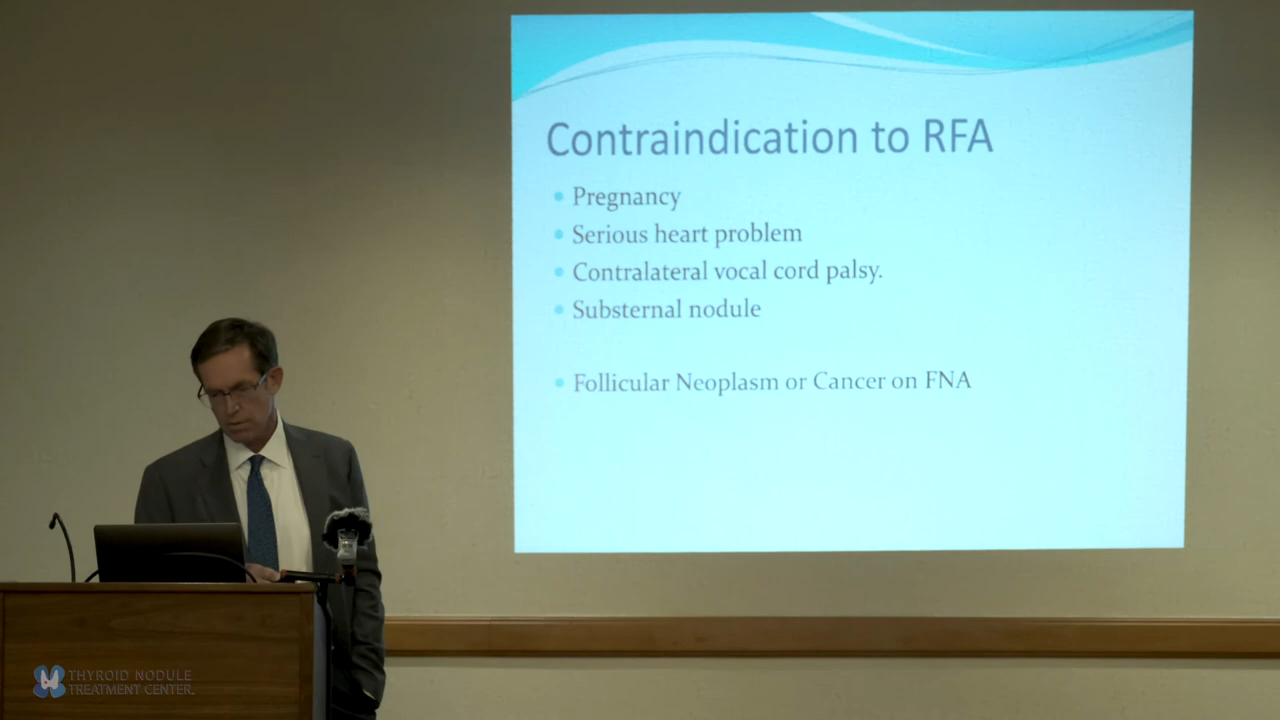 Contraindication to RFA
Pregnancy
Serious heart problem
Contralateral vocal cord palsy.
Substernal nodule
Follicular Neoplasm or Cancer on FNA
THYROID NODULE
TREATMENT CENTER